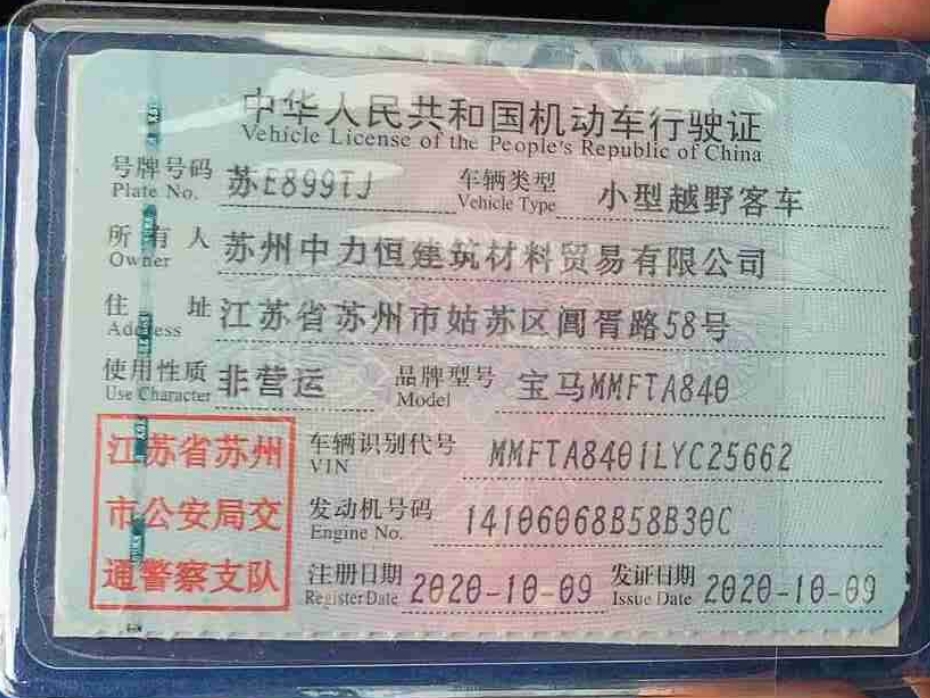 中华人民共和国机动车行驶证
Vehicle License of the People's Republic of China
号牌号码 苏E899TJ 车辆类型 小型越野客车
Plate No. Vehicle Type
所有人 苏州中力恒建筑材料贸易有限公司
Owner
住址 江苏省苏州市姑苏区阊胥路58号
Address
使用性质 非营运 品牌型号 宝马MMFTA840
Use Character Model
江苏省苏州
市公安局交
通警察支队
车辆识别代号 MMFTA8401LYC25662
VIN
发动机号码 14106068B58B30C
Engine No.
注册日期 2020-10-09 发证日期 2020-10-09
Register Date Issue Date